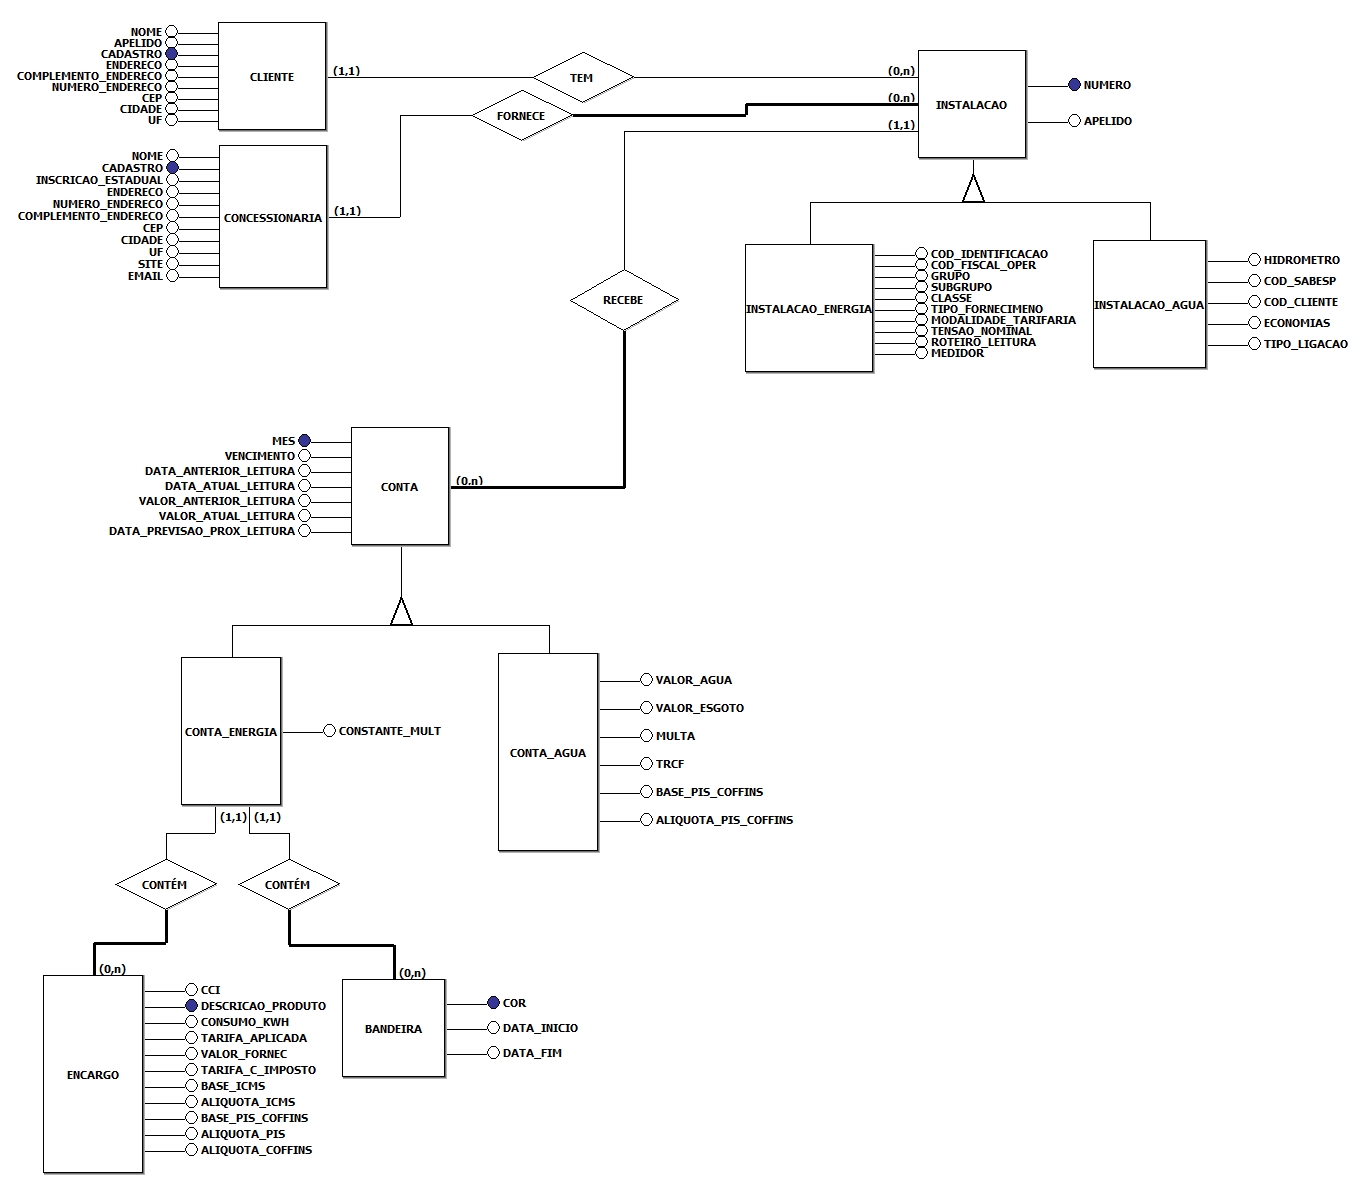 NOME
APELIDO
CADASTRO
ENDERECO
COMPLEMENTO_ENDERECO
NUMERO_ENDERECO
CEP
CIDADE
UF
CLIENTE
(1,1)
TEM
(0,n)
INSTALACAO
NUMERO
APELIDO
FORNECE
(0,n)
(1,1)
NOME
CADASTRO
INSCRICAO_ESTADUAL
ENDERECO
NUMERO_ENDERECO
COMPLEMENTO_ENDERECO
CEP
CIDADE
UF
SITE
EMAIL
CONCESSIONARIA
(1,1)
RECEBE
INSTALACAO_ENERGIA
COD_IDENTIFICACAO
COD_FISCAL_OPER
GRUPO
SUBGRUPO
CLASSE
TIPO_FORNECIMENO
MODALIDADE_TARIFARIA
TENSAO_NOMINAL
ROTEIRO_LEITURA
MEDIDOR
INSTALACAO_AGUA
HIDROMETRO
COD_SABESP
COD_CLIENTE
ECONOMIAS
TIPO_LIGACAO
MES
VENCIMENTO
DATA_ANTERIOR_LEITURA
DATA_ATUAL_LEITURA
VALOR_ANTERIOR_LEITURA
VALOR_ATUAL_LEITURA
DATA_PREVISAO_PROX_LEITURA
CONTA
(0,n)
CONTA_ENERGIA
CONSTANTE_MULT
CONTA_AGUA
VALOR_AGUA
VALOR_ESGOTO
MULTA
TRCF
BASE_PIS_COFFINS
ALIQUOTA_PIS_COFFINS
(1,1)
(1,1)
CONTÉM
CONTÉM
(0,n)
(0,n)
ENCARGO
CCI
DESCRICAO_PRODUTO
CONSUMO_KWH
TARIFA_APLICADA
VALOR_FORNEC
TARIFA_C_IMPOSTO
BASE_ICMS
ALIQUOTA_ICMS
BASE_PIS_COFFINS
ALIQUOTA_PIS
ALIQUOTA_COFFINS
BANDEIRA
COR
DATA_INICIO
DATA_FIM